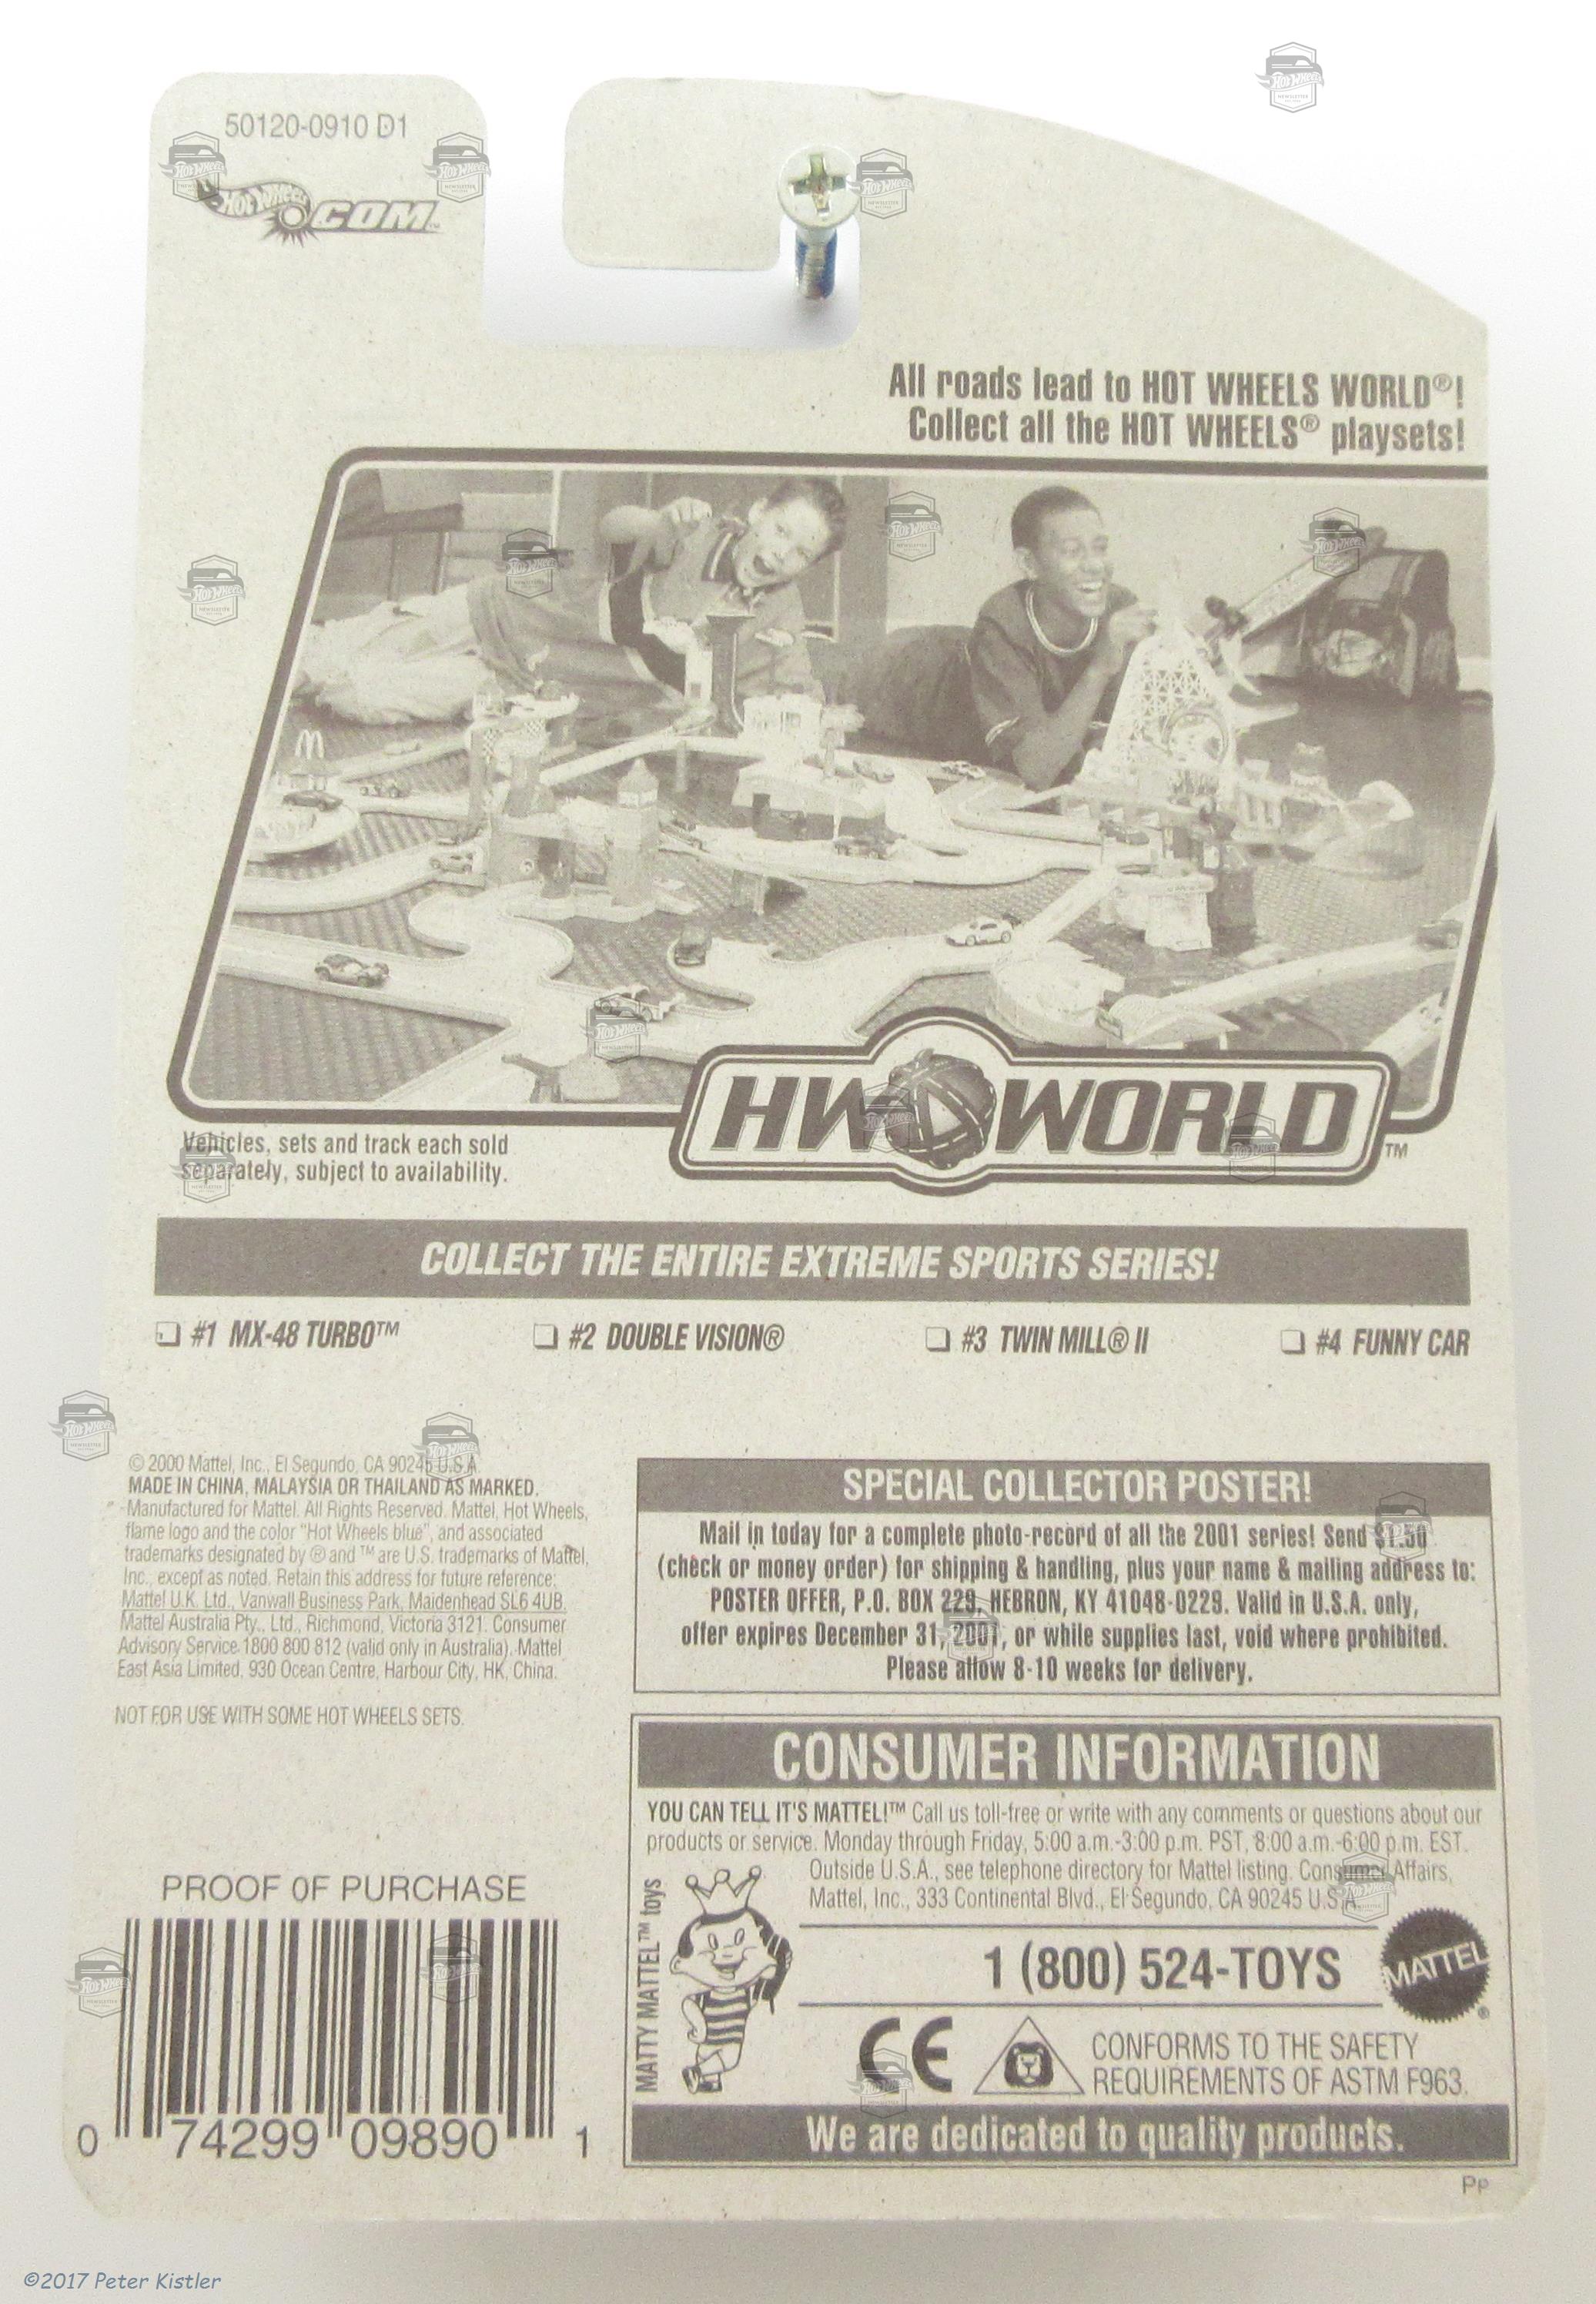 50120-0910 D1
HOT WHEELS .COM™
All roads lead to HOT WHEELS WORLD®!
Collect all the HOT WHEELS® playsets!
HW WORLD™
Vehicles, sets and track each sold
separately, subject to availability.
COLLECT THE ENTIRE EXTREME SPORTS SERIES!
#1 MX-48 TURBO™
#2 DOUBLE VISION®
#3 TWIN MILL® II
#4 FUNNY CAR
© 2000 Mattel, Inc., El Segundo, CA 90245 U.S.A.
MADE IN CHINA, MALAYSIA OR THAILAND AS MARKED.
Manufactured for Mattel. All Rights Reserved. Mattel, Hot Wheels,
flame logo and the color "Hot Wheels blue", and associated
trademarks designated by ® and ™ are U.S. trademarks of Mattel,
Inc., except as noted. Retain this address for future reference:
Mattel U.K. Ltd., Vanwall Business Park, Maidenhead SL6 4UB.
Mattel Australia Pty., Ltd., Richmond, Victoria 3121. Consumer
Advisory Service 1800 800 812 (valid only in Australia). Mattel
East Asia Limited, 930 Ocean Centre, Harbour City, HK, China.
NOT FOR USE WITH SOME HOT WHEELS SETS.
SPECIAL COLLECTOR POSTER!
Mail in today for a complete photo-record of all the 2001 series! Send $1.50
(check or money order) for shipping & handling, plus your name & mailing address to:
POSTER OFFER, P.O. BOX 229, HEBRON, KY 41048-0229. Valid in U.S.A. only,
offer expires December 31, 2001, or while supplies last, void where prohibited.
Please allow 8-10 weeks for delivery.
CONSUMER INFORMATION
YOU CAN TELL IT'S MATTEL!™ Call us toll-free or write with any comments or questions about our
products or service. Monday through Friday, 5:00 a.m.-3:00 p.m. PST, 8:00 a.m.-6:00 p.m. EST.
Outside U.S.A., see telephone directory for Mattel listing. Consumer Affairs,
Mattel, Inc., 333 Continental Blvd., El Segundo, CA 90245 U.S.A.
MATTY MATTEL™ toys
1 (800) 524-TOYS
MATTEL®
CE
CONFORMS TO THE SAFETY
REQUIREMENTS OF ASTM F963.
We are dedicated to quality products.
PROOF OF PURCHASE
0 74299 09890 1
Pp
©2017 Peter Kistler